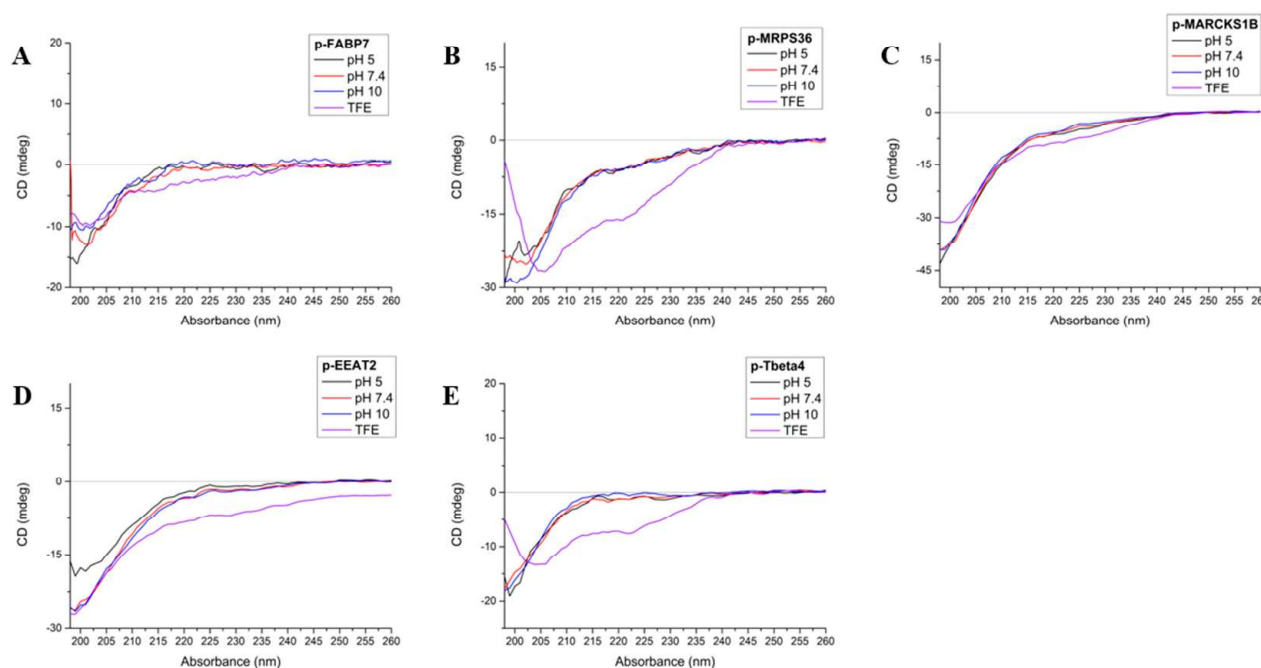 A
p-FABP7
pH 5
pH 7.4
pH 10
TFE
20
10
0
-10
-20
CD (mdeg)
200 205 210 215 220 225 230 235 240 245 250 255 260
Absorbance (nm)
B
p-MRPS36
pH 5
pH 7.4
pH 10
TFE
15
0
-15
-30
CD (mdeg)
200 205 210 215 220 225 230 235 240 245 250 255 260
Absorbance (nm)
C
p-MARCKS1B
pH 5
pH 7.4
pH 10
TFE
0
-15
-30
-45
CD (mdeg)
200 205 210 215 220 225 230 235 240 245 250 255 260
Absorbance (nm)
D
p-EEAT2
pH 5
pH 7.4
pH 10
TFE
15
0
-15
-30
CD (mdeg)
200 205 210 215 220 225 230 235 240 245 250 255 260
Absorbance (nm)
E
p-Tbeta4
pH 5
pH 7.4
pH 10
TFE
20
10
0
-10
-20
CD (mdeg)
200 205 210 215 220 225 230 235 240 245 250 255 260
Absorbance (nm)